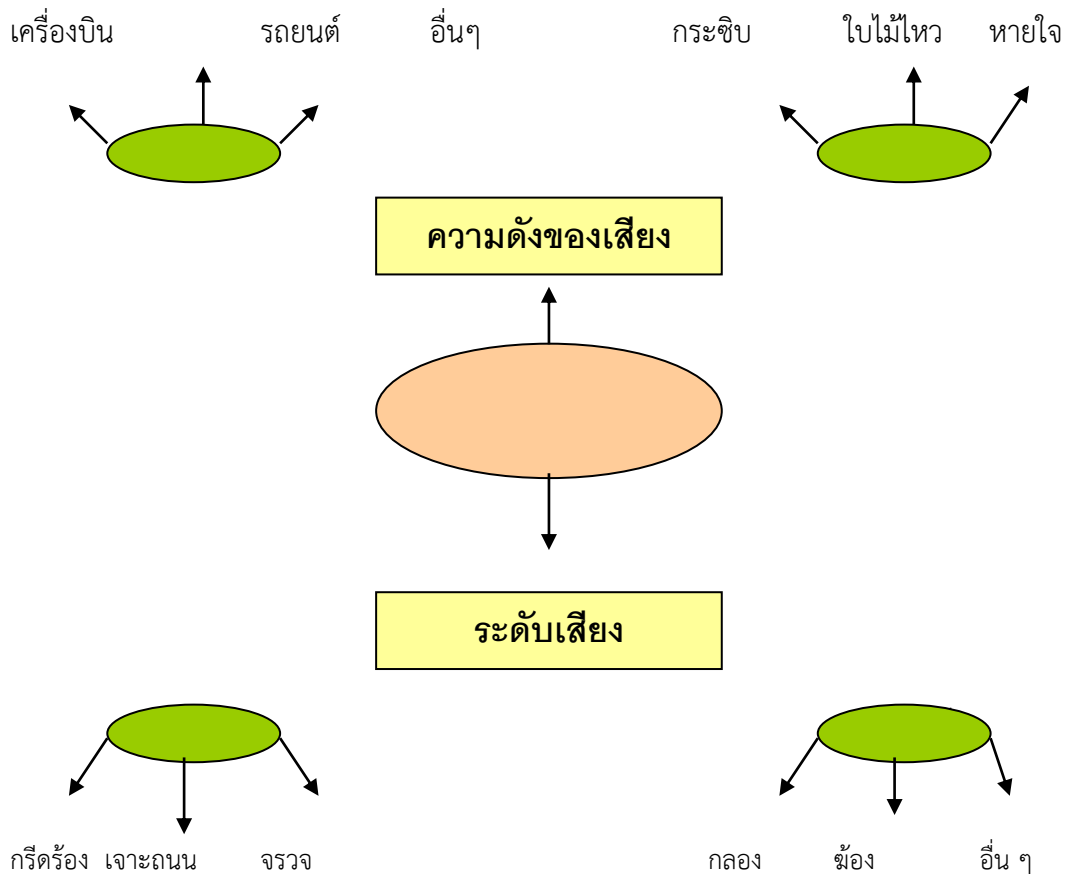 เครื่องบิน รถยนต์ อื่นๆ กระซิบ ใบไม้ไหว หายใจ
ความดังของเสียง
ระดับเสียง
กรีดร้อง เจาะถนน จรวจ กลอง ฆ้อง อื่น ๆ